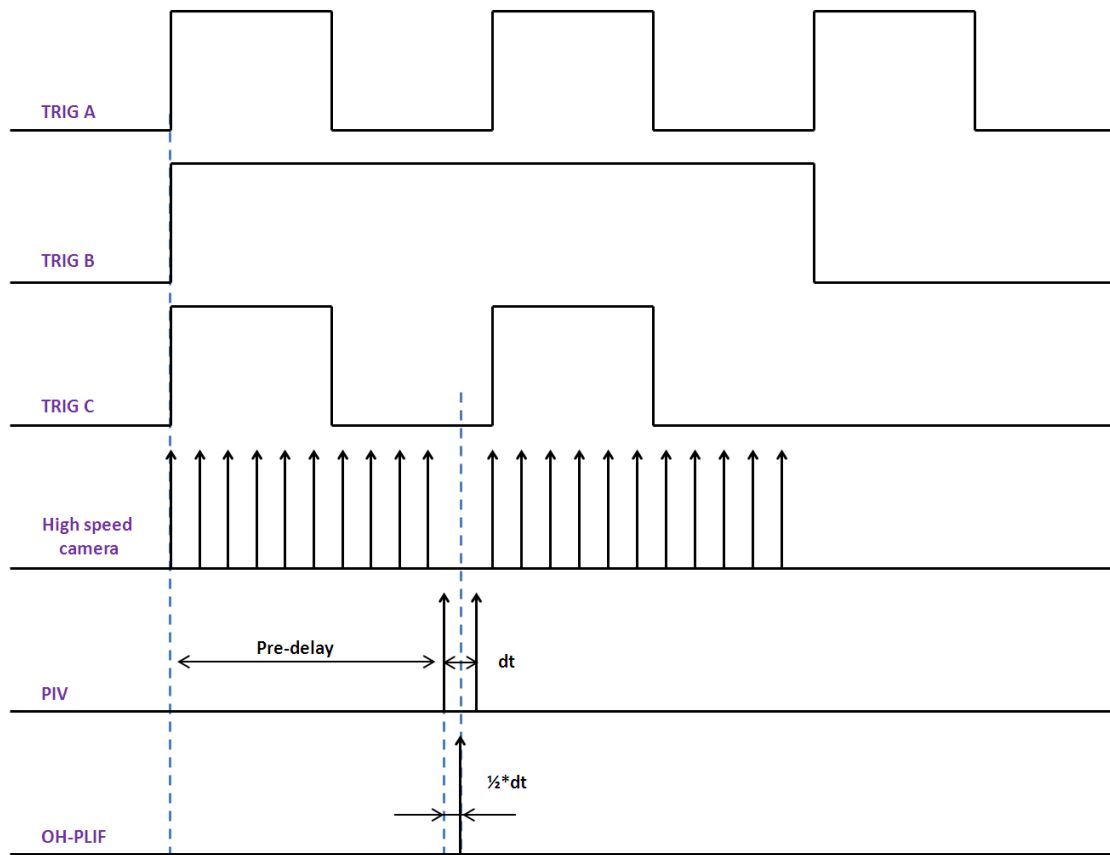 TRIG A
TRIG B
TRIG C
High speed
camera
Pre-delay
dt
PIV
½*dt
OH-PLIF